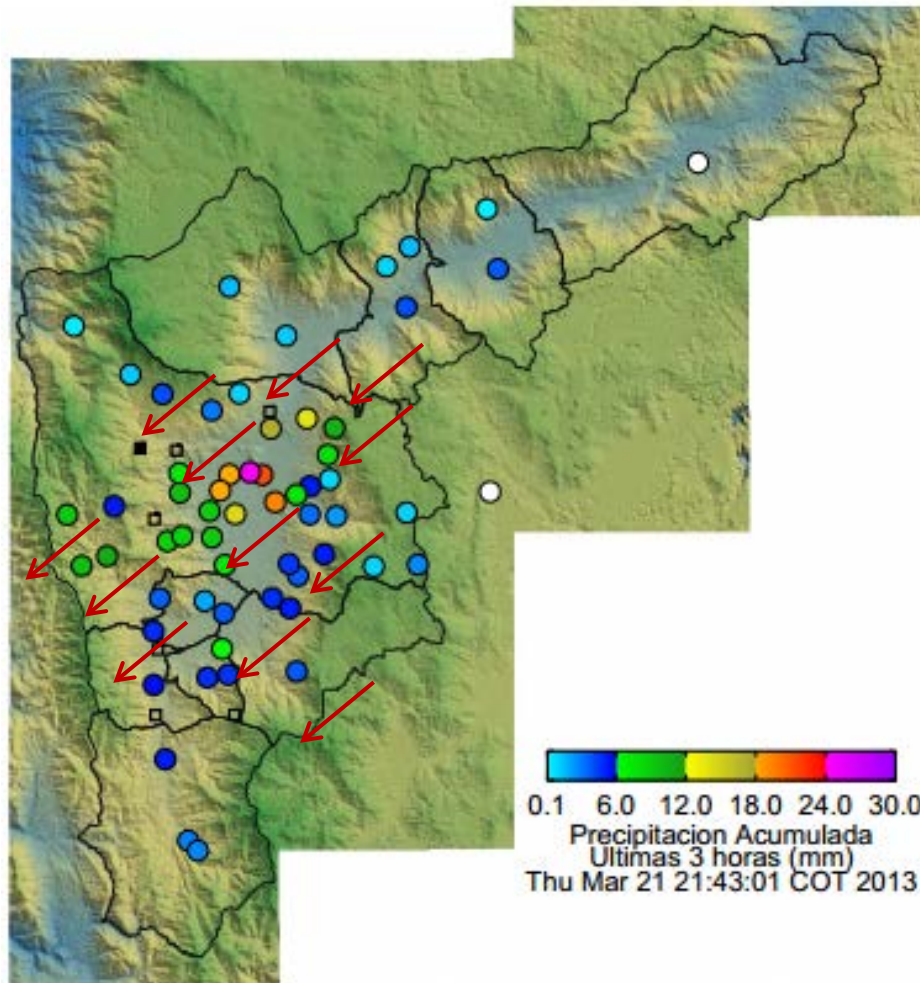 0.1 6.0 12.0 18.0 24.0 30.0
Precipitacion Acumulada
Ultimas 3 horas (mm)
Thu Mar 21 21:43:01 COT 2013